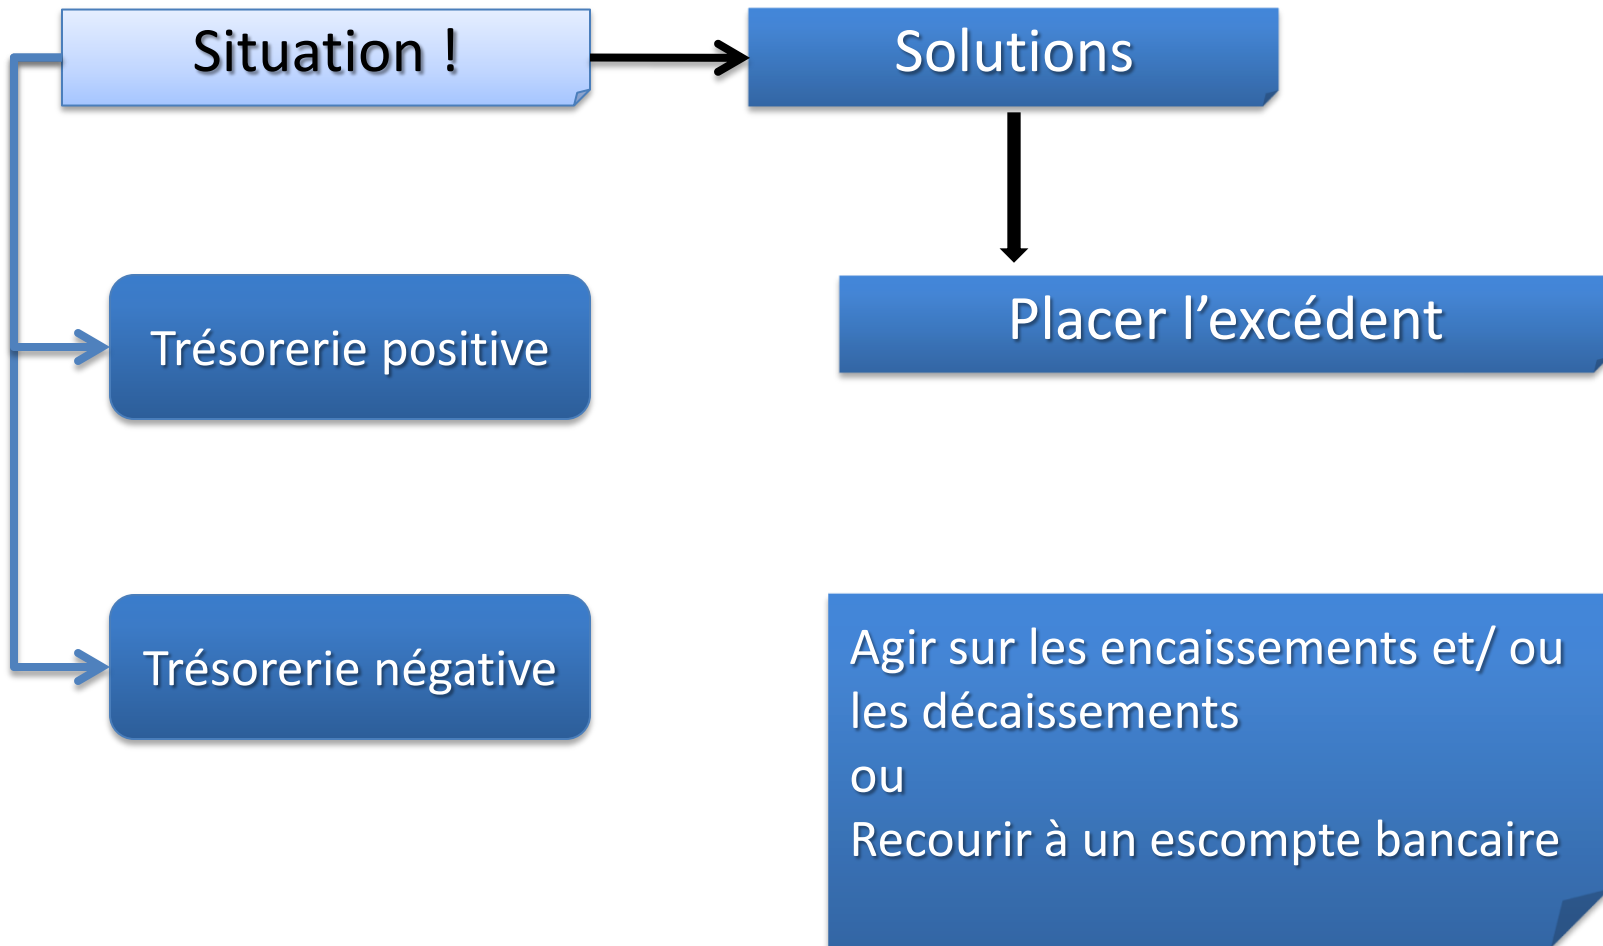 Situation !
Solutions
Trésorerie positive
Placer l’excédent
Trésorerie négative
Agir sur les encaissements et/ ou
les décaissements
ou
Recourir à un escompte bancaire